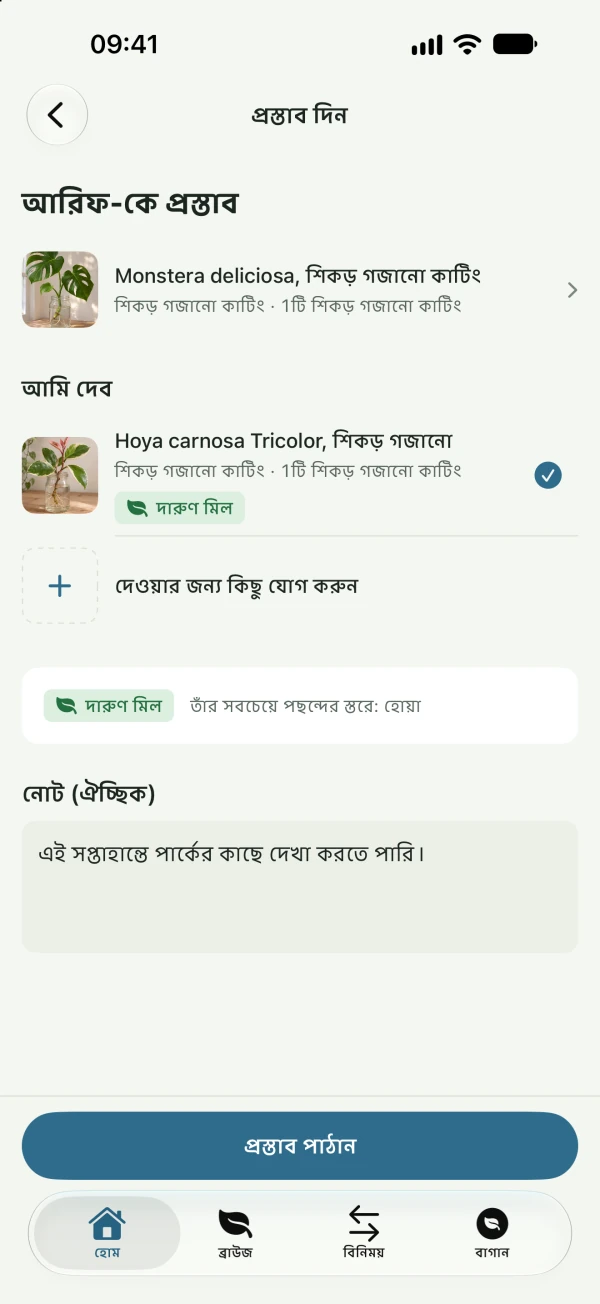 09:41
প্রস্তাব দিন
আরিফ-কে প্রস্তাব
Monstera deliciosa, শিকড় গজানো কাটিং
শিকড় গজানো কাটিং · 1টি শিকড় গজানো কাটিং
আমি দেব
Hoya carnosa Tricolor, শিকড় গজানো
শিকড় গজানো কাটিং · 1টি শিকড় গজানো কাটিং
দারুণ মিল
দেওয়ার জন্য কিছু যোগ করুন
দারুণ মিল তাঁর সবচেয়ে পছন্দের স্তরে: হোয়া
নোট (ঐচ্ছিক)
এই সপ্তাহান্তে পার্কের কাছে দেখা করতে পারি।
প্রস্তাব পাঠান
হোম ব্রাউজ বিনিময় বাগান